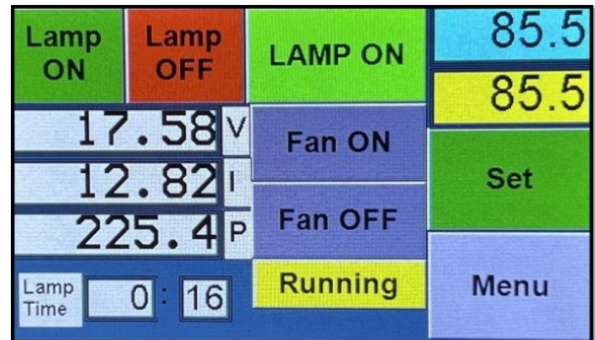 Lamp ON
Lamp OFF
LAMP ON
85.5
85.5
17.58 V
Fan ON
12.82 I
Set
225.4 P
Fan OFF
Lamp Time 0 : 16
Running
Menu